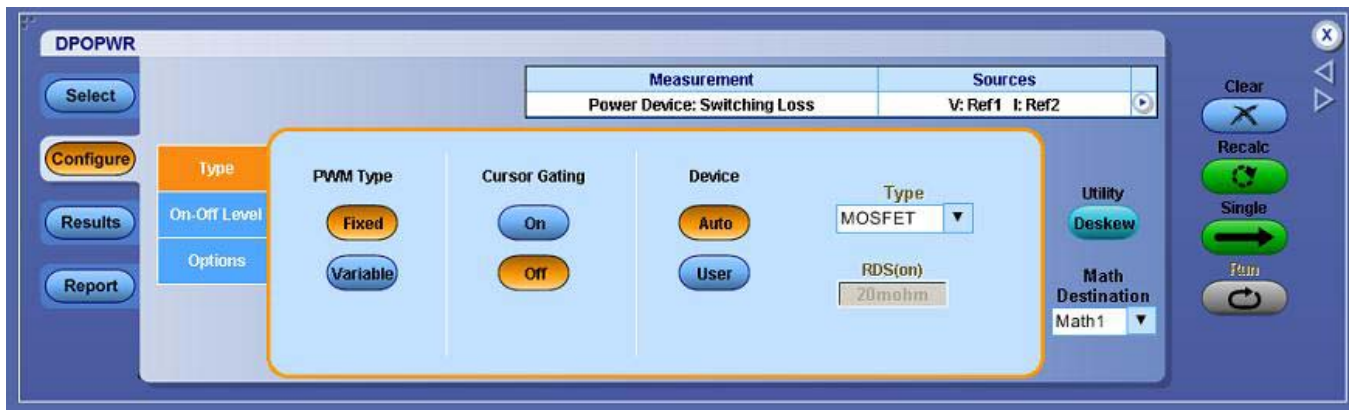 DPOPWR
X
Select
Measurement Sources
Power Device: Switching Loss V: Ref1 I: Ref2
Clear
Configure
Type
On-Off Level
Options
Results
Report
PWM Type
Fixed
Variable
Cursor Gating
On
Off
Device
Auto
User
Type
MOSFET
RDS(on)
20mohm
Utility
Deskew
Math
Destination
Math1
Recalc
Single
Run